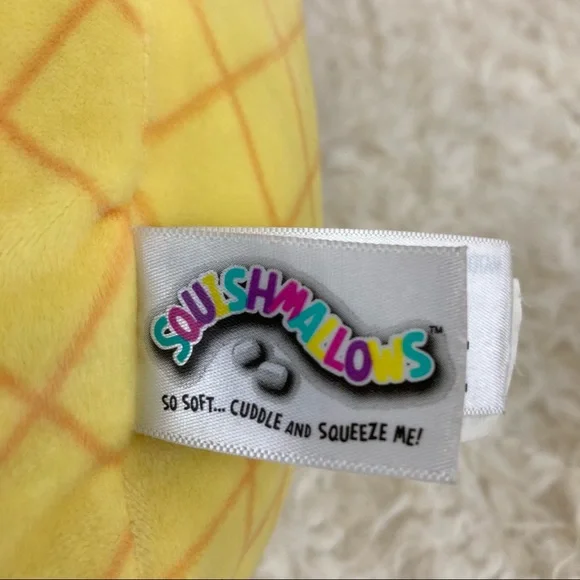 SQUISHMALLOWS™
SO SOFT... CUDDLE AND SQUEEZE ME!